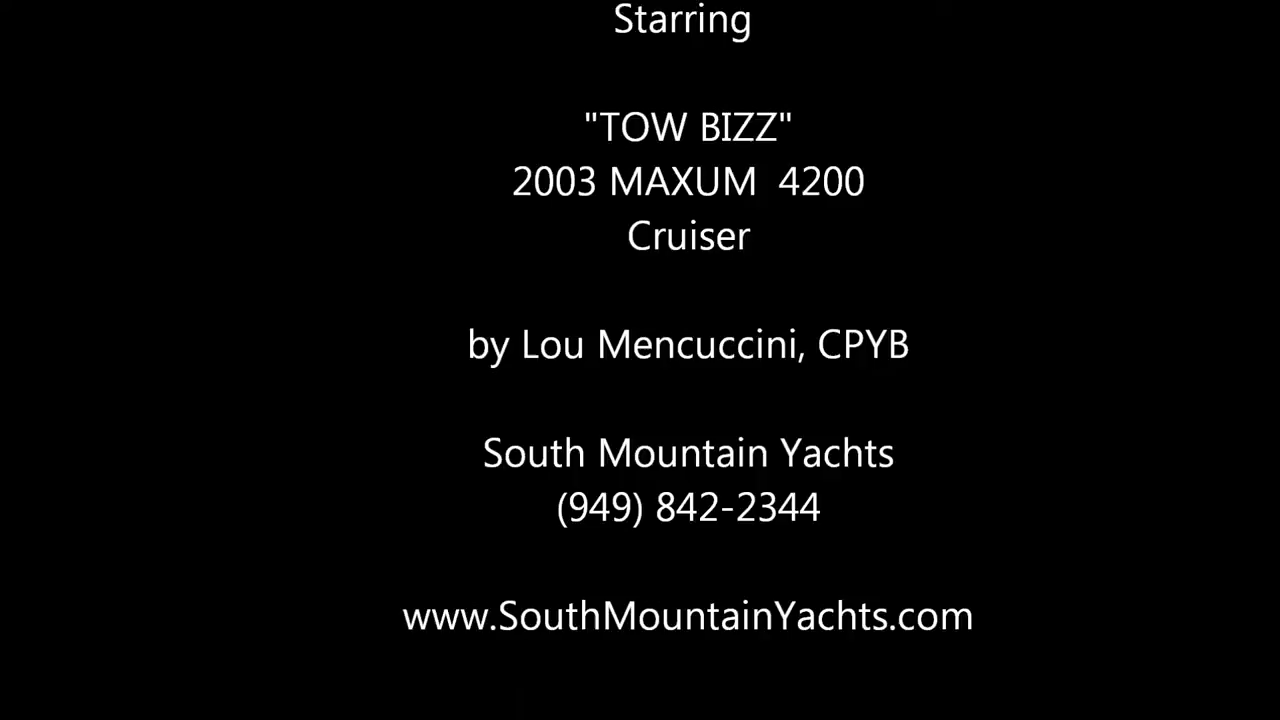 Starring
"TOW BIZZ"
2003 MAXUM  4200
Cruiser
by Lou Mencuccini, CPYB
South Mountain Yachts
(949) 842-2344
www.SouthMountainYachts.com